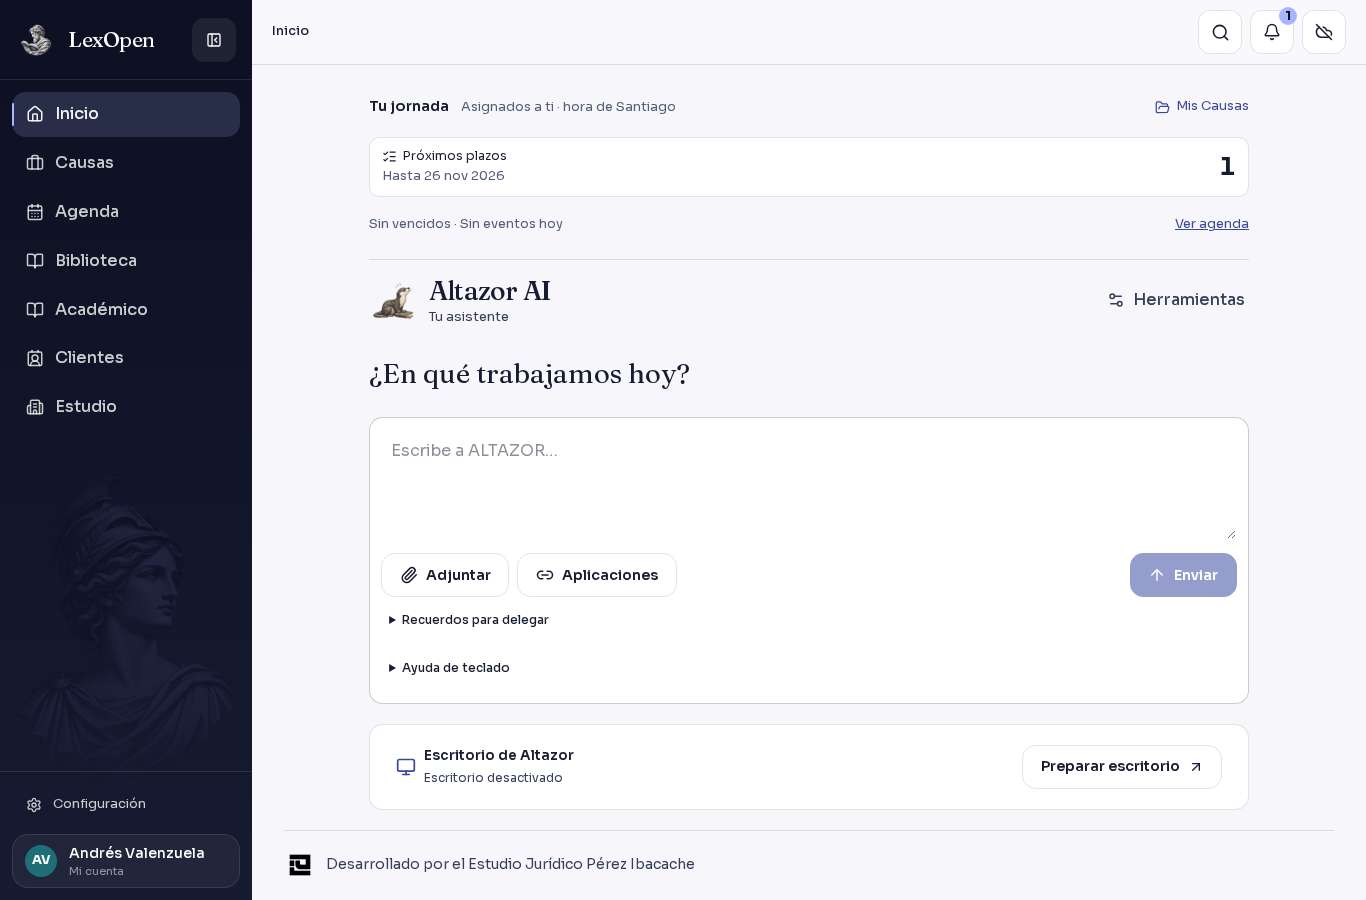 LexOpen
Inicio
Causas
Agenda
Biblioteca
Académico
Clientes
Estudio
Configuración
AV
Andrés Valenzuela
Mi cuenta
Inicio
1
Tu jornada Asignados a ti · hora de Santiago
Mis Causas
Próximos plazos
Hasta 26 nov 2026
1
Sin vencidos · Sin eventos hoy
Ver agenda
Altazor AI
Tu asistente
Herramientas
¿En qué trabajamos hoy?
Escribe a ALTAZOR...
Adjuntar
Aplicaciones
Enviar
Recuerdos para delegar
Ayuda de teclado
Escritorio de Altazor
Escritorio desactivado
Preparar escritorio
Desarrollado por el Estudio Jurídico Pérez Ibacache